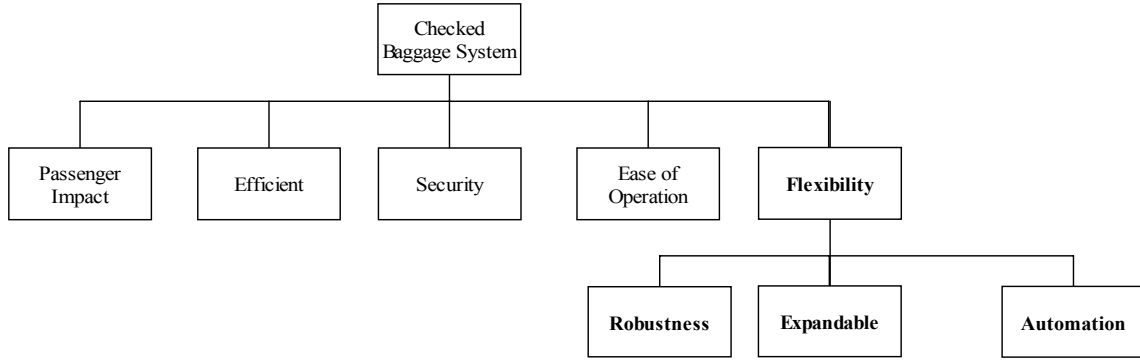 Checked
Baggage System
Passenger
Impact
Efficient
Security
Ease of
Operation
Flexibility
Robustness
Expandable
Automation